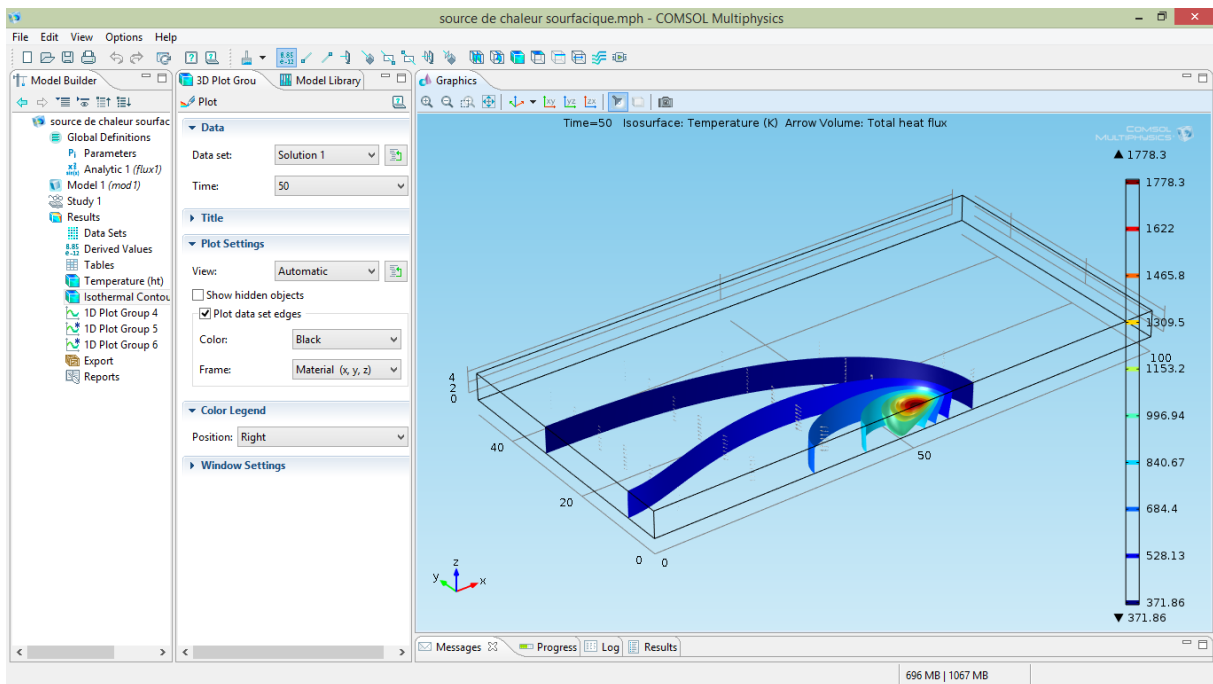 source de chaleur sourfacique.mph - COMSOL Multiphysics
File Edit View Options Help
Model Builder
source de chaleur sourfac
Global Definitions
Parameters
Analytic 1 (flux1)
Model 1 (mod1)
Study 1
Results
Data Sets
Derived Values
Tables
Temperature (ht)
Isothermal Contou
1D Plot Group 4
1D Plot Group 5
1D Plot Group 6
Export
Reports
3D Plot Grou
Model Library
Plot
Data
Data set: Solution 1
Time: 50
Title
Plot Settings
View: Automatic
Show hidden objects
Plot data set edges
Color: Black
Frame: Material (x, y, z)
Color Legend
Position: Right
Window Settings
Graphics
xy yz zx
Time=50 Isosurface: Temperature (K) Arrow Volume: Total heat flux
COMSOL
MULTIPHYSICS
▲ 1778.3
1778.3
1622
1465.8
1309.5
1153.2
996.94
840.67
684.4
528.13
371.86
▼ 371.86
4
2
0
40
20
0
0
50
100
z
y
x
Messages Progress Log Results
696 MB | 1067 MB